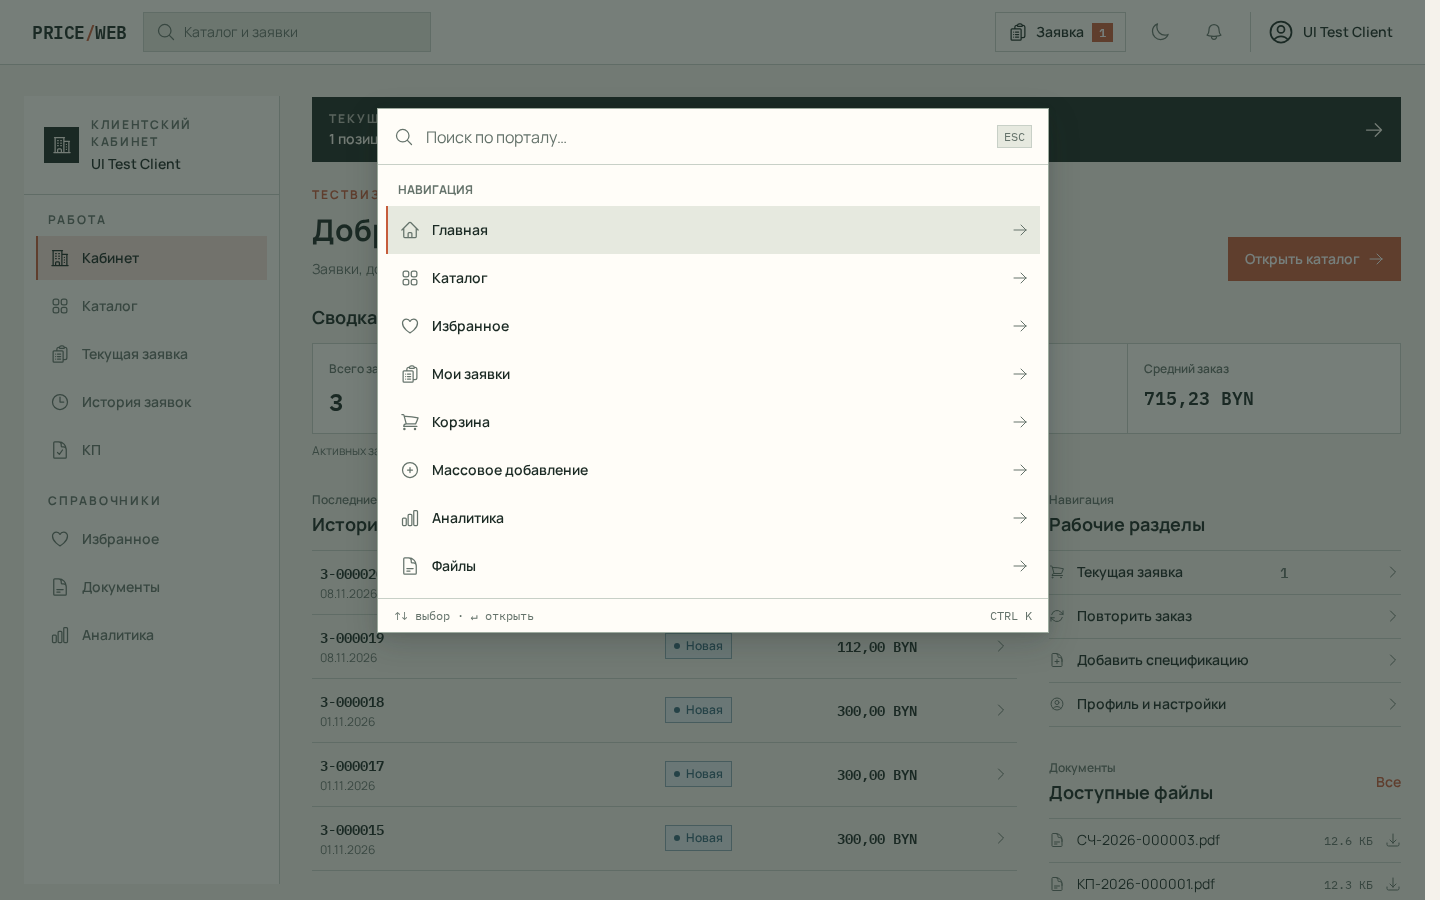 PRICE/WEB
Каталог и заявки
Заявка 1
UI Test Client
КЛИЕНТСКИЙ
КАБИНЕТ
UI Test Client
РАБОТА
Кабинет
Каталог
Текущая заявка
История заявок
КП
СПРАВОЧНИКИ
Избранное
Документы
Аналитика
Поиск по порталу…
ESC
НАВИГАЦИЯ
Главная
Каталог
Избранное
Мои заявки
Корзина
Массовое добавление
Аналитика
Файлы
↑↓ выбор · ↵ открыть
CTRL K
Открыть каталог →
Сводка
3
Средний заказ
715,23 BYN
Последние
08.11.2026
3-000019
08.11.2026
Новая
112,00 BYN
3-000018
01.11.2026
Новая
300,00 BYN
3-000017
01.11.2026
Новая
300,00 BYN
3-000015
01.11.2026
Новая
300,00 BYN
Навигация
Рабочие разделы
Текущая заявка 1
Повторить заказ
Добавить спецификацию
Профиль и настройки
Документы
Доступные файлы
Все
СЧ-2026-000003.pdf 12.6 КБ
КП-2026-000001.pdf 12.3 КБ